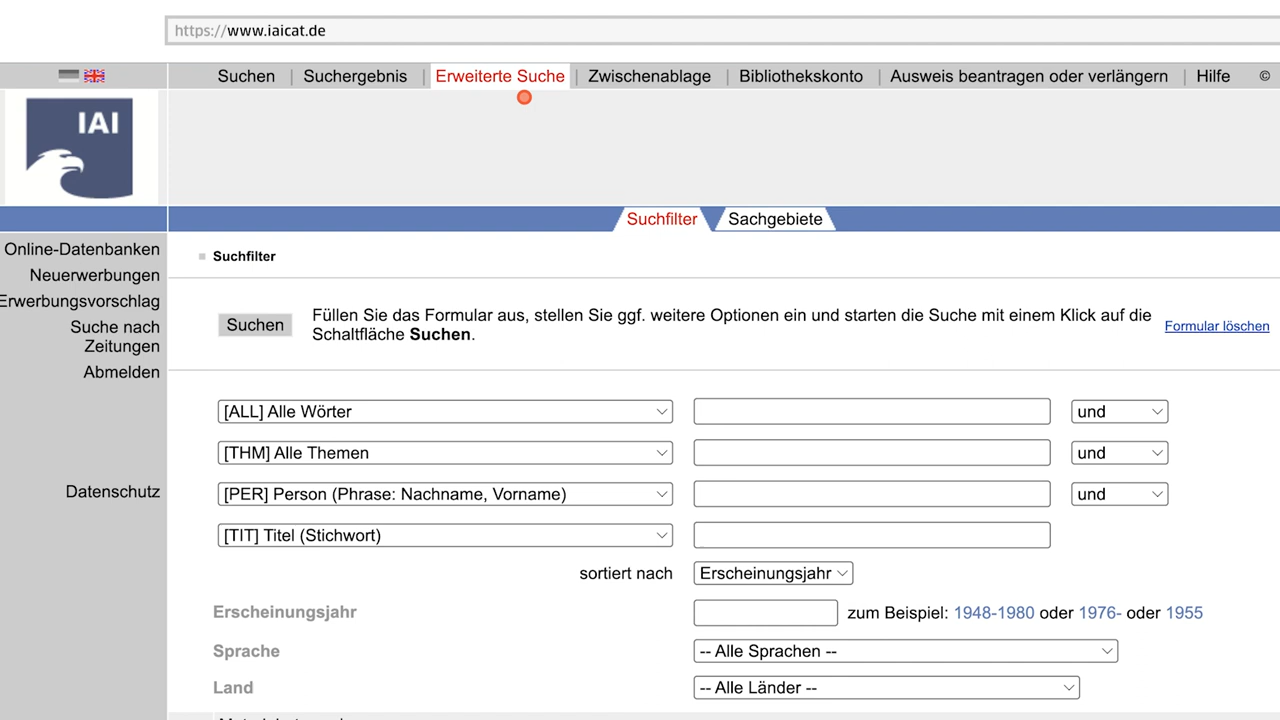 https://www.iaicat.de
Suchen | Suchergebnis | Erweiterte Suche | Zwischenablage | Bibliothekskonto | Ausweis beantragen oder verlängern | Hilfe ©
IAI
Suchfilter Sachgebiete
Online-Datenbanken
Neuerwerbungen
Erwerbungsvorschlag
Suche nach
Zeitungen
Abmelden
Datenschutz
Suchfilter
Suchen
Füllen Sie das Formular aus, stellen Sie ggf. weitere Optionen ein und starten die Suche mit einem Klick auf die
Schaltfläche Suchen.
Formular löschen
[ALL] Alle Wörter und
[THM] Alle Themen und
[PER] Person (Phrase: Nachname, Vorname) und
[TIT] Titel (Stichwort)
sortiert nach Erscheinungsjahr
Erscheinungsjahr zum Beispiel: 1948-1980 oder 1976- oder 1955
Sprache -- Alle Sprachen --
Land -- Alle Länder --